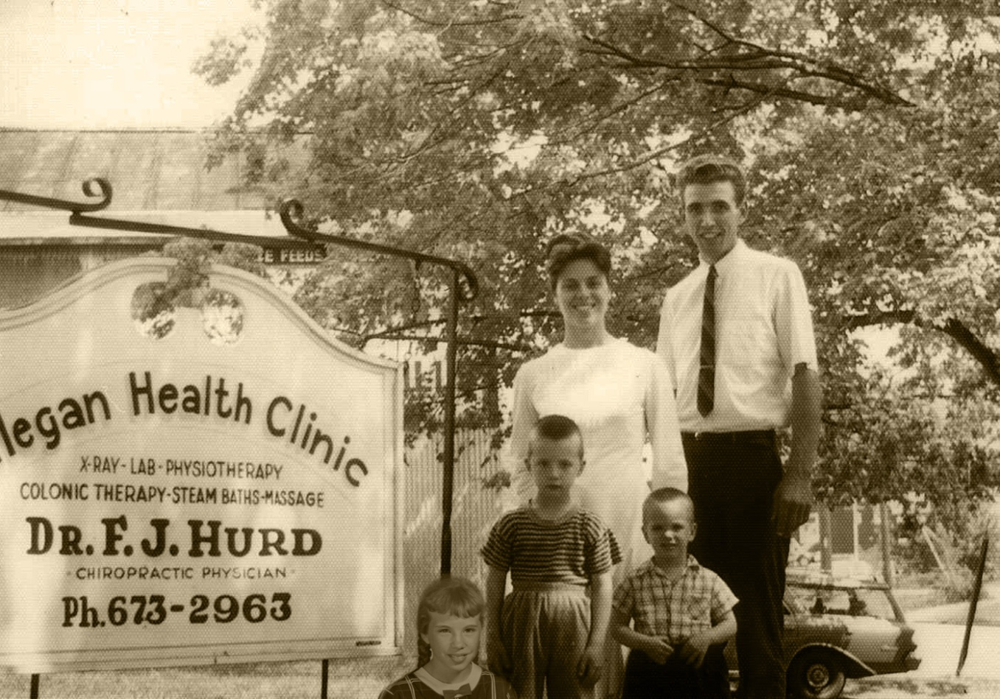 E FEEDS
legan Health Clinic
X-RAY-LAB-PHYSIOTHERAPY
COLONIC THERAPY-STEAM BATHS-MASSAGE
DR. F. J. HURD
CHIROPRACTIC PHYSICIAN
Ph. 673-2963